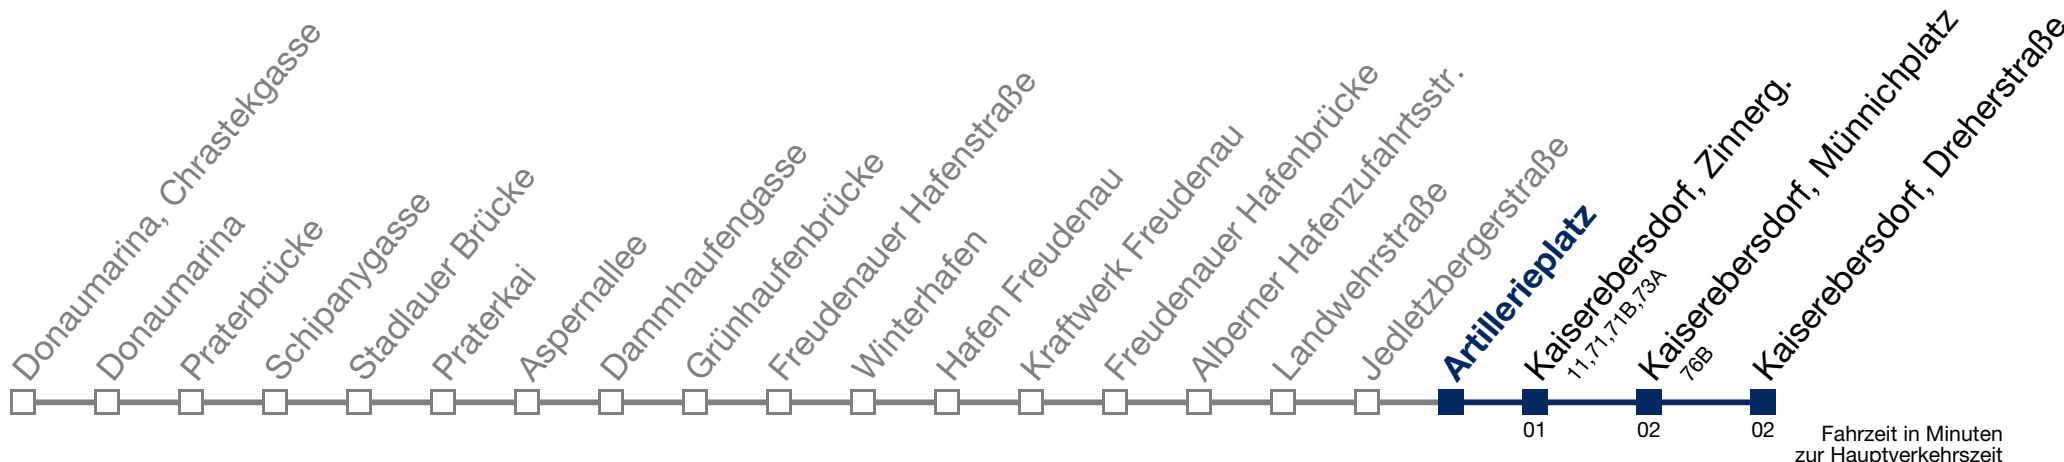 Donaumarina, Chrastekgasse
Donaumarina
Praterbrücke
Schipanygasse
Stadlauer Brücke
Praterkai
Aspernallee
Dammhaufengasse
Grünhaufenbrücke
Freudenauer Hafenstraße
Winterhafen
Hafen Freudenau
Kraftwerk Freudenau
Freudenauer Hafenbrücke
Alberner Hafenzufahrtsstr.
Landwehrstraße
Jedletzbergerstraße
Artillerieplatz
Kaiserebersdorf, Zinnerg.
11,71,71B,73A
Kaiserebersdorf, Münnichplatz
76B
Kaiserebersdorf, Dreherstraße
01
02
02
Fahrzeit in Minuten
zur Hauptverkehrszeit